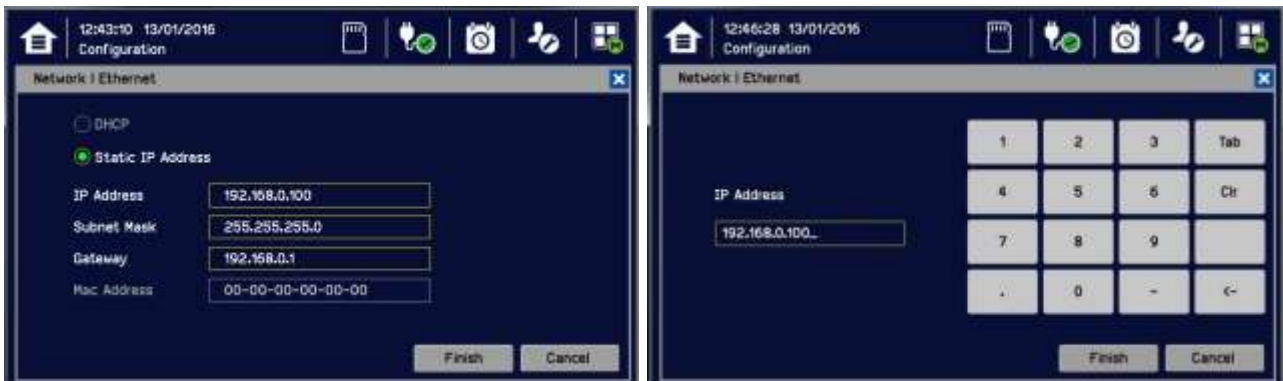 12:43:10 13/01/2016
Configuration
Network | Ethernet
DHCP
Static IP Address
IP Address 192.168.0.100
Subnet Mask 255.255.255.0
Gateway 192.168.0.1
Mac Address 00-00-00-00-00-00
Finish Cancel
12:46:28 13/01/2016
Configuration
Network | Ethernet
IP Address
192.168.0.100_
1 2 3 Tab
4 5 6 Clr
7 8 9
. 0 - <-
Finish Cancel